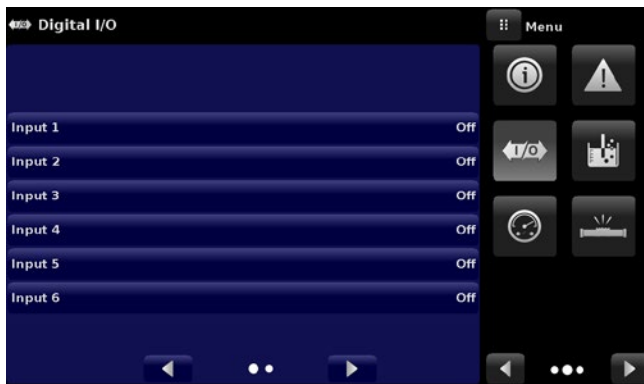 I/O Digital I/O
Menu
Input 1 Off
Input 2 Off
I/O
Input 3 Off
Input 4 Off
Input 5 Off
Input 6 Off